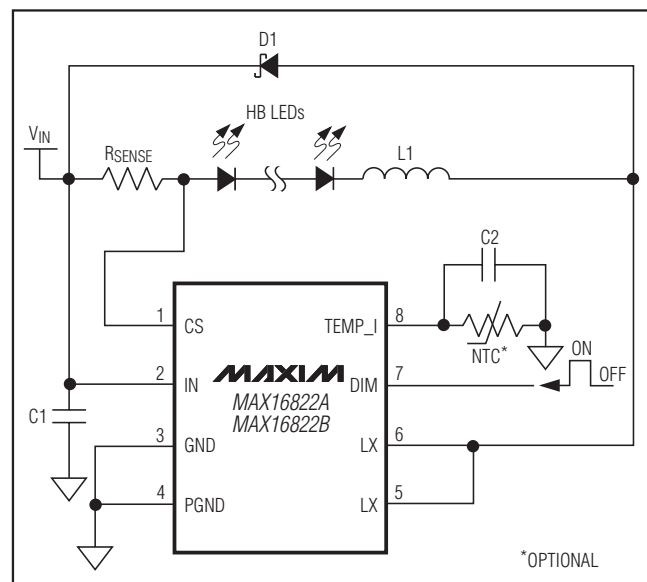 D1
HB LEDs
VIN
RSENSE
L1
C2
1 CS
TEMP_I 8
NTC*
ON
OFF
2 IN
MAXIM
DIM 7
C1
MAX16822A
MAX16822B
3 GND
LX 6
4 PGND
LX 5
*OPTIONAL